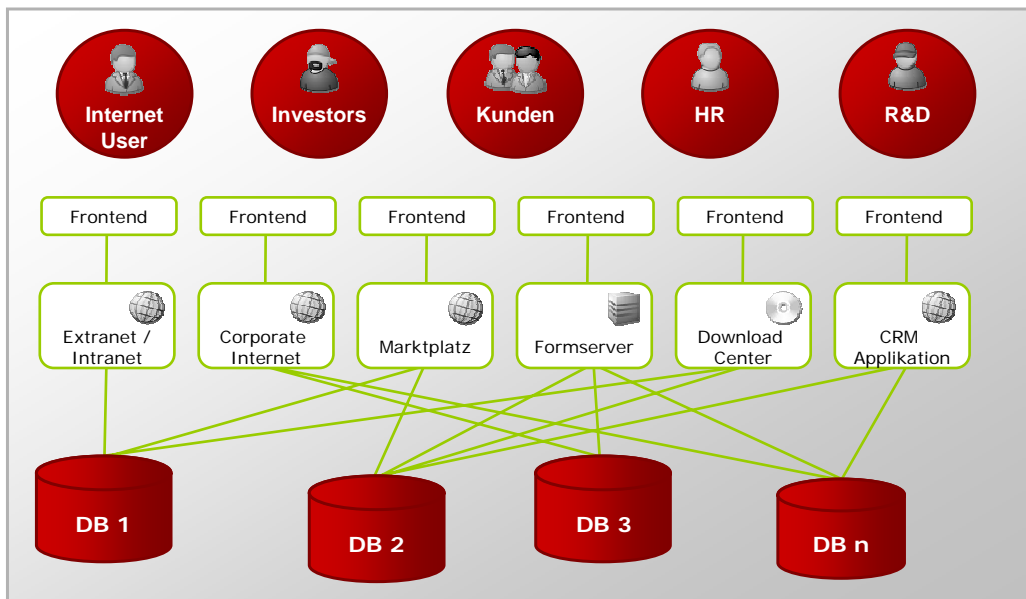 Internet
User
Investors
Kunden
HR
R&D
Frontend
Frontend
Frontend
Frontend
Frontend
Frontend
Extranet /
Intranet
Corporate
Internet
Marktplatz
Formserver
Download
Center
CRM
Applikation
DB 1
DB 2
DB 3
DB n